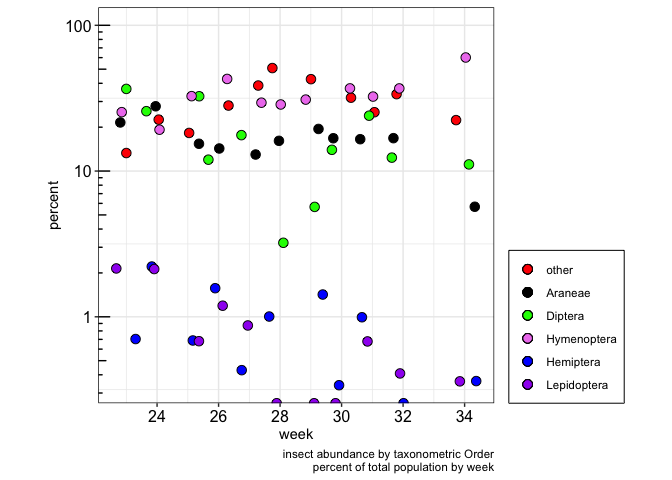 100
10
1
percent
24 26 28 30 32 34
week
other
Araneae
Diptera
Hymenoptera
Hemiptera
Lepidoptera
insect abundance by taxonometric Order
percent of total population by week